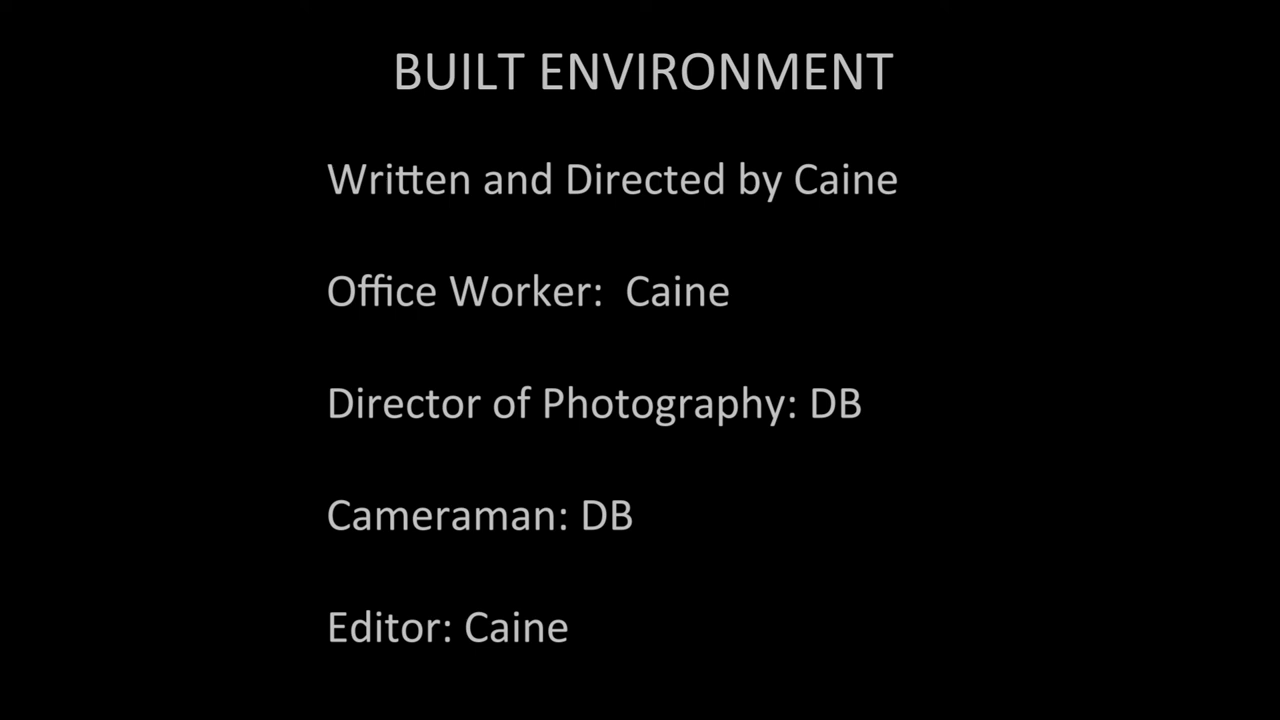 BUILT ENVIRONMENT
Written and Directed by Caine
Office Worker:  Caine
Director of Photography: DB
Cameraman: DB
Editor: Caine